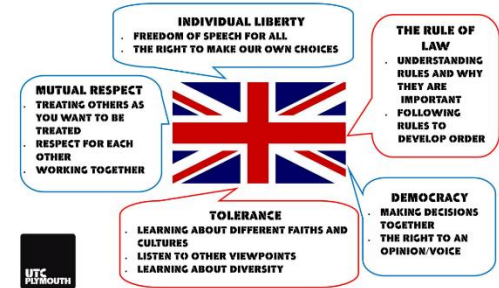 INDIVIDUAL LIBERTY
. FREEDOM OF SPEECH FOR ALL
. THE RIGHT TO MAKE OUR OWN CHOICES
THE RULE OF
LAW
. UNDERSTANDING
RULES AND WHY
THEY ARE
IMPORTANT
. FOLLOWING
RULES TO
DEVELOP ORDER
MUTUAL RESPECT
. TREATING OTHERS AS
YOU WANT TO BE
TREATED
. RESPECT FOR EACH
OTHER
. WORKING TOGETHER
DEMOCRACY
. MAKING DECISIONS
TOGETHER
. THE RIGHT TO AN
OPINION/VOICE
TOLERANCE
. LEARNING ABOUT DIFFERENT FAITHS AND
CULTURES
. LISTEN TO OTHER VIEWPOINTS
. LEARNING ABOUT DIVERSITY
UTC
PLYMOUTH